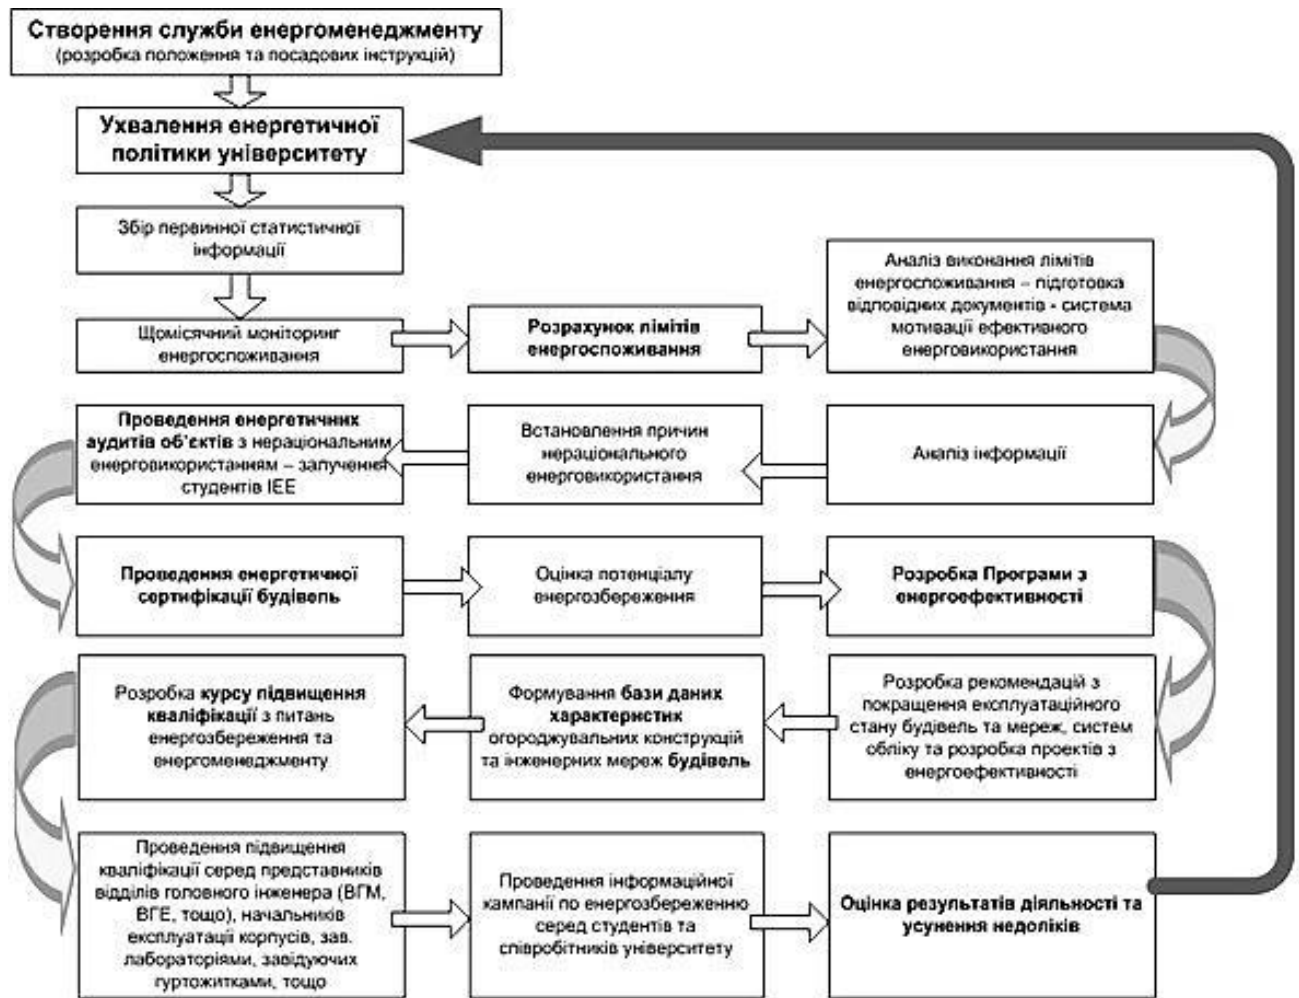 Створення служби енергоменеджменту
(розробка положення та посадових інструкцій)
Ухвалення енергетичної
політики університету
Збір первинної статистичної
інформації
Щомісячний моніторинг
енергоспоживання
Розрахунок лімітів
енергоспоживання
Аналіз виконання лімітів
енергоспоживання – підготовка
відповідних документів - система
мотивації ефективного
енерговикористання
Аналіз інформації
Встановлення причин
нераціонального
енерговикористання
Проведення енергетичних
аудитів об'єктів з нераціональним
енерговикористанням – залучення
студентів ІЕЕ
Проведення енергетичної
сертифікації будівель
Оцінка потенціалу
енергозбереження
Розробка Програми з
енергоефективності
Розробка рекомендацій з
покращення експлуатаційного
стану будівель та мереж, систем
обліку та розробка проектів з
енергоефективності
Формування бази даних
характеристик
огороджувальних конструкцій
та інженерних мереж будівель
Розробка курсу підвищення
кваліфікації з питань
енергозбереження та
енергоменеджменту
Проведення підвищення
кваліфікації серед представників
відділів головного інженера (ВГМ,
ВГЕ, тощо), начальників
експлуатації корпусів, зав.
лабораторіями, завідуючих
гуртожитками, тощо
Проведення інформаційної
кампанії по енергозбереженню
серед студентів та
співробітників університету
Оцінка результатів діяльності та
усунення недоліків